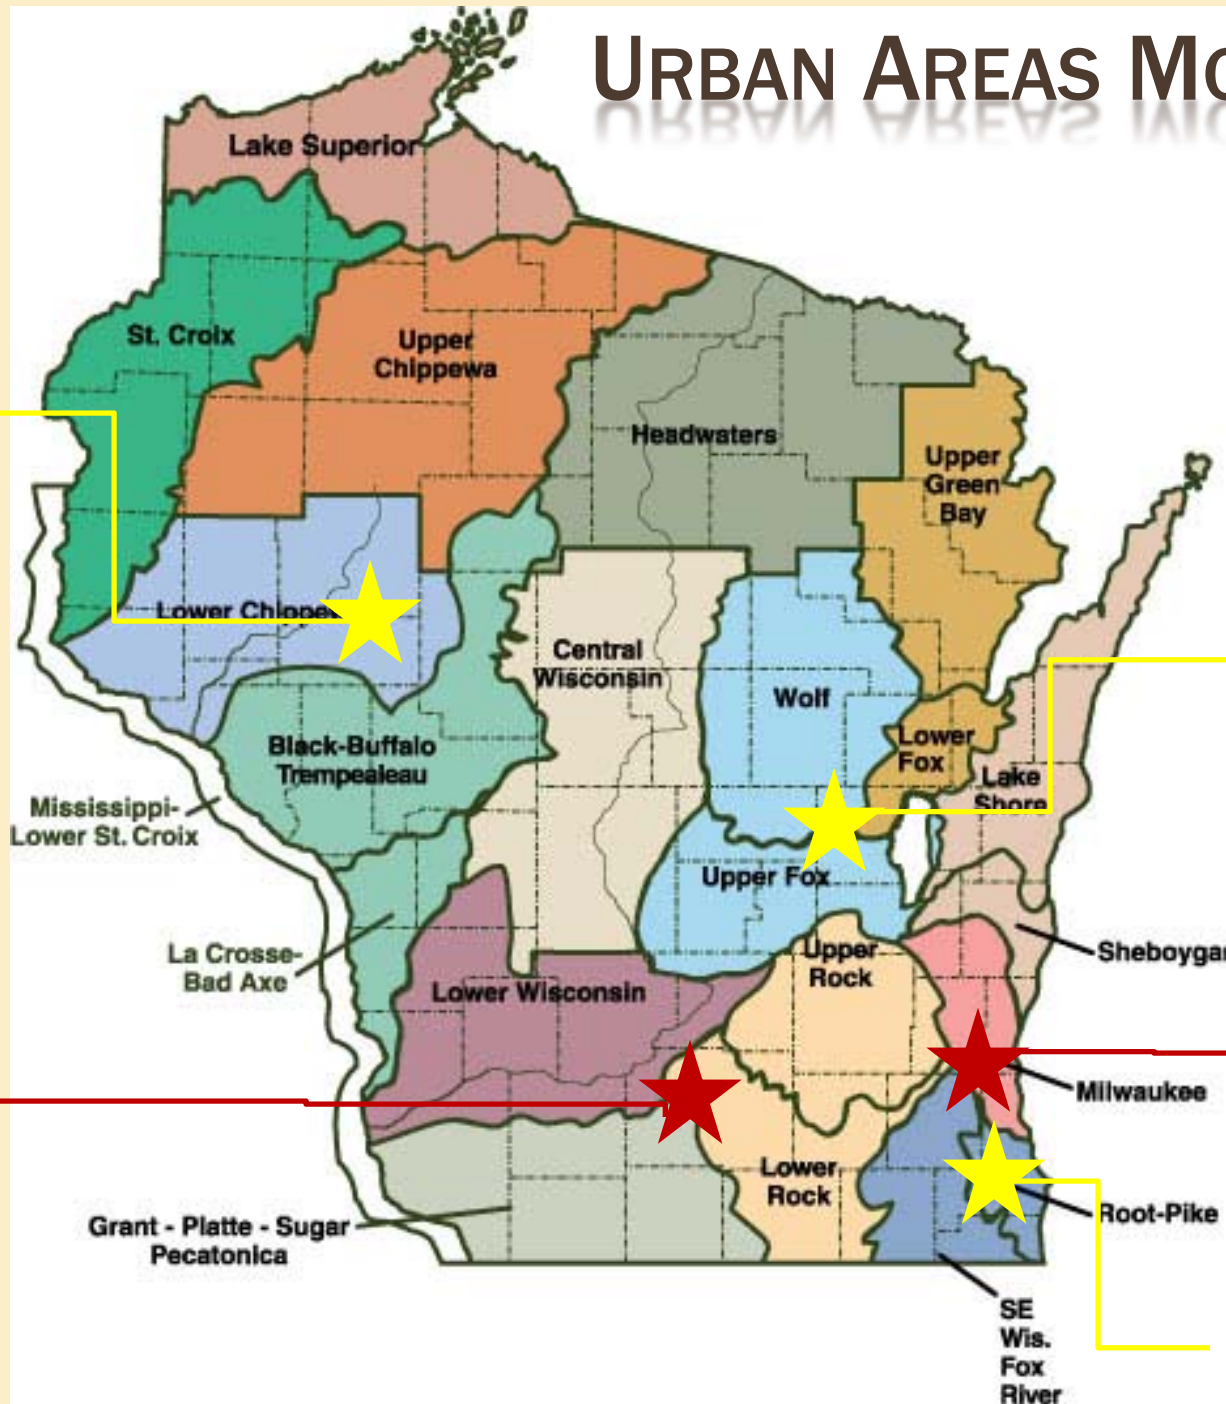 URBAN AREAS
Lake Superior
St. Croix
Upper
Chippewa
Headwaters
Upper
Green
Bay
Lower
Central
Wisconsin
Wolf
Black-Buffalo
Trempealeau
Lower
Fox
Lake
Shore
Mississippi-
Lower St. Croix
Upper Fox
La Crosse-
Bad Axe
Upper
Rock
Lower Wisconsin
Milwaukee
Lower
Rock
Root-Pike
Grant - Platte - Sugar
Pecatonica
SE
Wis.
Fox
River